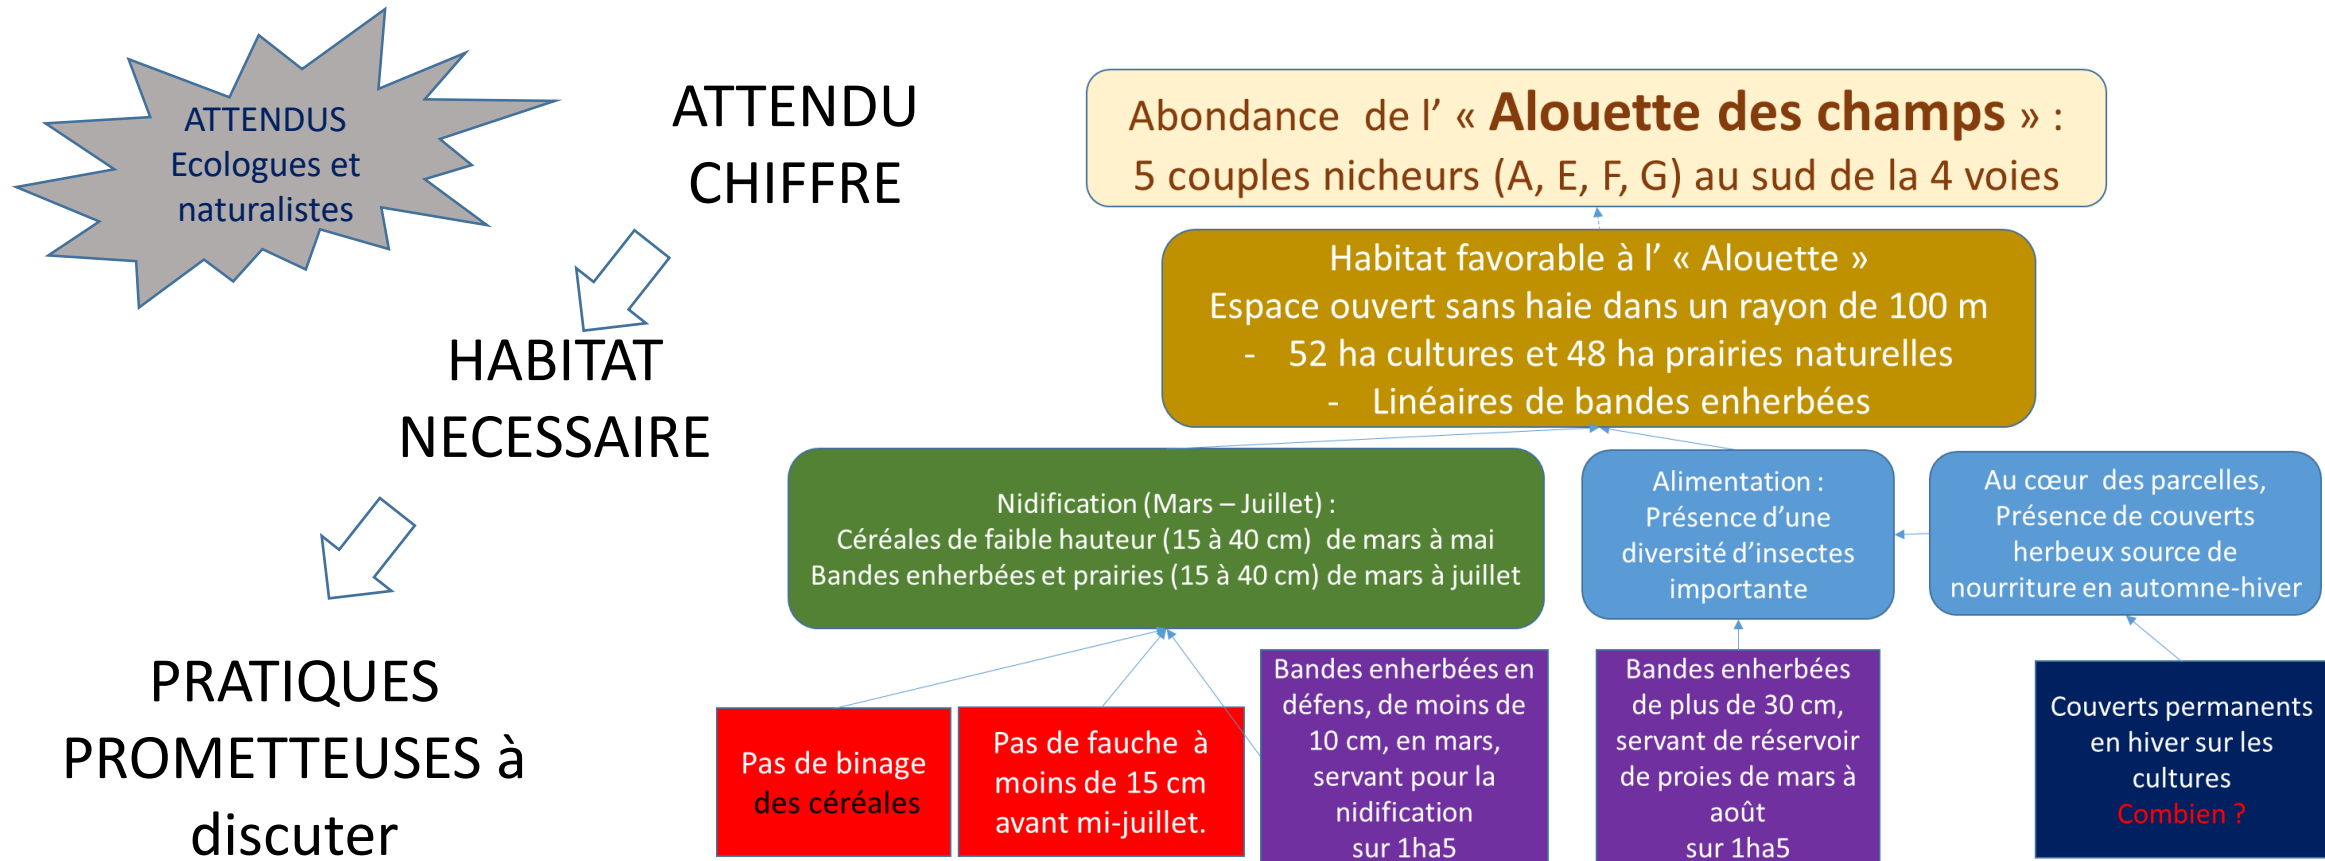 ATTENDUS
Ecologues et
naturalistes
ATTENDU
CHIFFRE
Abondance de l’ « Alouette des champs » :
5 couples nicheurs (A, E, F, G) au sud de la 4 voies
HABITAT
NECESSAIRE
Habitat favorable à l’ « Alouette »
Espace ouvert sans haie dans un rayon de 100 m
- 52 ha cultures et 48 ha prairies naturelles
- Linéaires de bandes enherbées
Nidification (Mars – Juillet) :
Céréales de faible hauteur (15 à 40 cm) de mars à mai
Bandes enherbées et prairies (15 à 40 cm) de mars à juillet
Alimentation :
Présence d’une
diversité d’insectes
importante
Au cœur des parcelles,
Présence de couverts
herbeux source de
nourriture en automne-hiver
PRATIQUES
PROMETTEUSES à
discuter
Pas de binage
des céréales
Pas de fauche à
moins de 15 cm
avant mi-juillet.
Bandes enherbées en
défens, de moins de
10 cm, en mars,
servant pour la
nidification
sur 1ha5
Bandes enherbées
de plus de 30 cm,
servant de réservoir
de proies de mars à
août
sur 1ha5
Couverts permanents
en hiver sur les
cultures
Combien ?